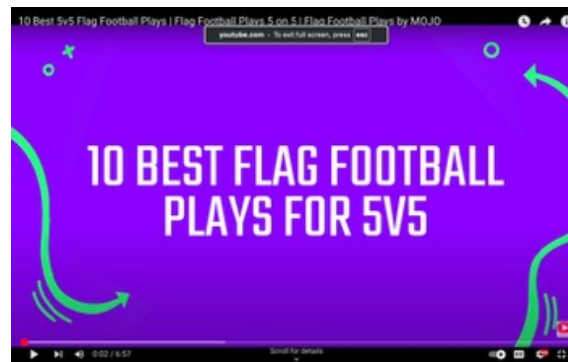 10 Best 5v5 Flag Football Plays | Flag Football Plays 5 on 5 | Flag Football Plays by MOJO
youtube.com - To exit full screen, press esc
10 BEST FLAG FOOTBALL
PLAYS FOR 5V5
0:02 / 6:57
Scroll for details